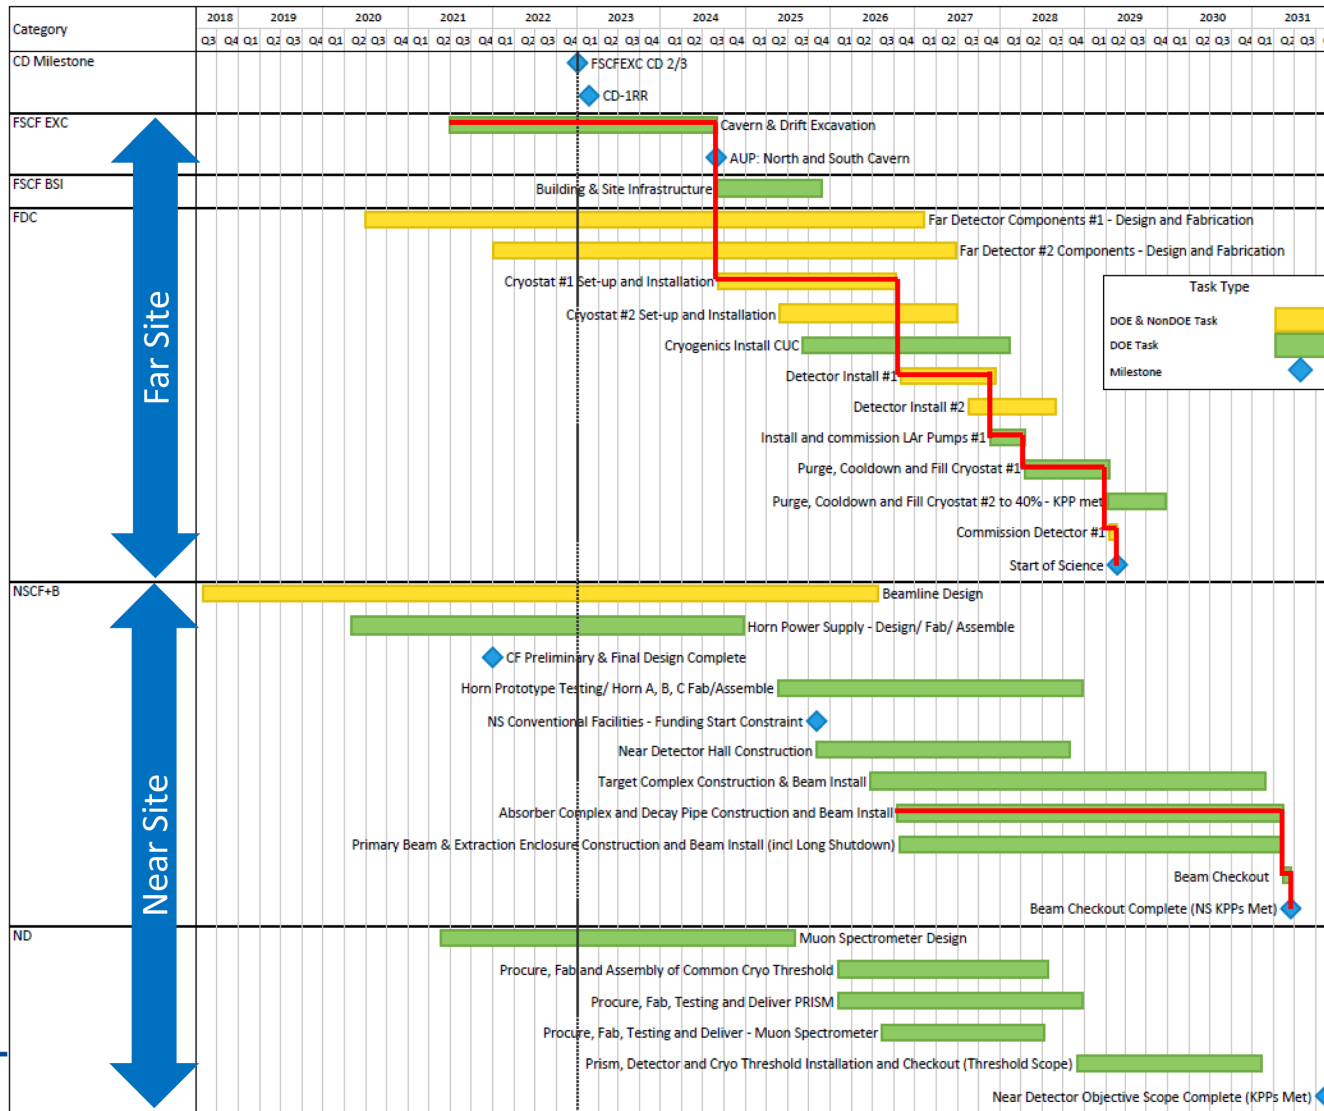 Category
2018 2019 2020 2021 2022 2023 2024 2025 2026 2027 2028 2029 2030 2031
Q3 Q4 Q1 Q2 Q3 Q4 Q1 Q2 Q3 Q4 Q1 Q2 Q3 Q4 Q1 Q2 Q3 Q4 Q1 Q2 Q3 Q4 Q1 Q2 Q3 Q4 Q1 Q2 Q3 Q4 Q1 Q2 Q3 Q4 Q1 Q2 Q3 Q4 Q1 Q2 Q3 Q4 Q1 Q2 Q3 Q4 Q1 Q2 Q3 Q4 Q1 Q2 Q3
CD Milestone
FSCFEXC CD 2/3
CD-1RR
FSCF EXC
Cavern & Drift Excavation
AUP: North and South Cavern
FSCF BSI
Building & Site Infrastructure
FDC
Far Detector Components #1 - Design and Fabrication
Far Detector #2 Components - Design and Fabrication
Cryostat #1 Set-up and Installation
Cryostat #2 Set-up and Installation
Cryogenics Install CUC
Detector Install #1
Detector Install #2
Install and commission LAr Pumps #1
Purge, Cooldown and Fill Cryostat #1
Purge, Cooldown and Fill Cryostat #2 to 40% - KPP met
Commission Detector #1
Start of Science
Task Type
DOE & NonDOE Task
DOE Task
Milestone
Far Site
NSCF+B
Beamline Design
Horn Power Supply - Design/ Fab/ Assemble
CF Preliminary & Final Design Complete
Horn Prototype Testing/ Horn A, B, C Fab/Assemble
NS Conventional Facilities - Funding Start Constraint
Near Detector Hall Construction
Target Complex Construction & Beam Install
Absorber Complex and Decay Pipe Construction and Beam Install
Primary Beam & Extraction Enclosure Construction and Beam Install (incl Long Shutdown)
Beam Checkout
Beam Checkout Complete (NS KPPs Met)
Near Site
ND
Muon Spectrometer Design
Procure, Fab and Assembly of Common Cryo Threshold
Procure, Fab, Testing and Deliver PRISM
Procure, Fab, Testing and Deliver - Muon Spectrometer
Prism, Detector and Cryo Threshold Installation and Checkout (Threshold Scope)
Near Detector Objective Scope Complete (KPPs Met)